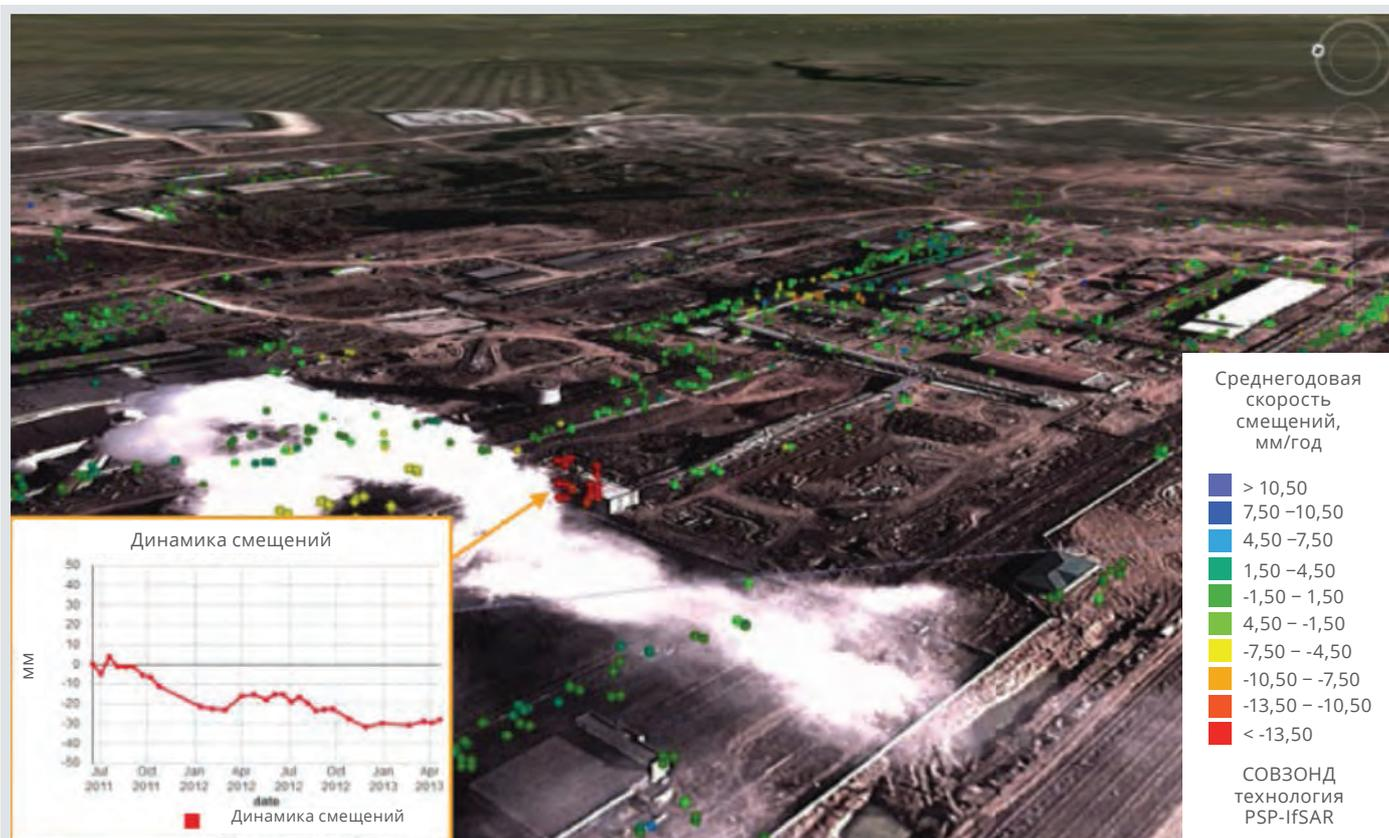 Динамика смещений
50
40
30
20
10
0
-10
-20
-30
-40
-50
мм
Jul Oct Jan Apr Jul Oct Jan Apr
2011 2011 2012 2012 2012 2012 2013 2013
date
Динамика смещений
Среднегодовая
скорость
смещений,
мм/год
> 10,50
7,50 –10,50
4,50 –7,50
1,50 –4,50
-1,50 – 1,50
4,50 – -1,50
-7,50 – -4,50
-10,50 – -7,50
-13,50 – -10,50
< -13,50
СОВЗОНД
технология
PSP-IfSAR